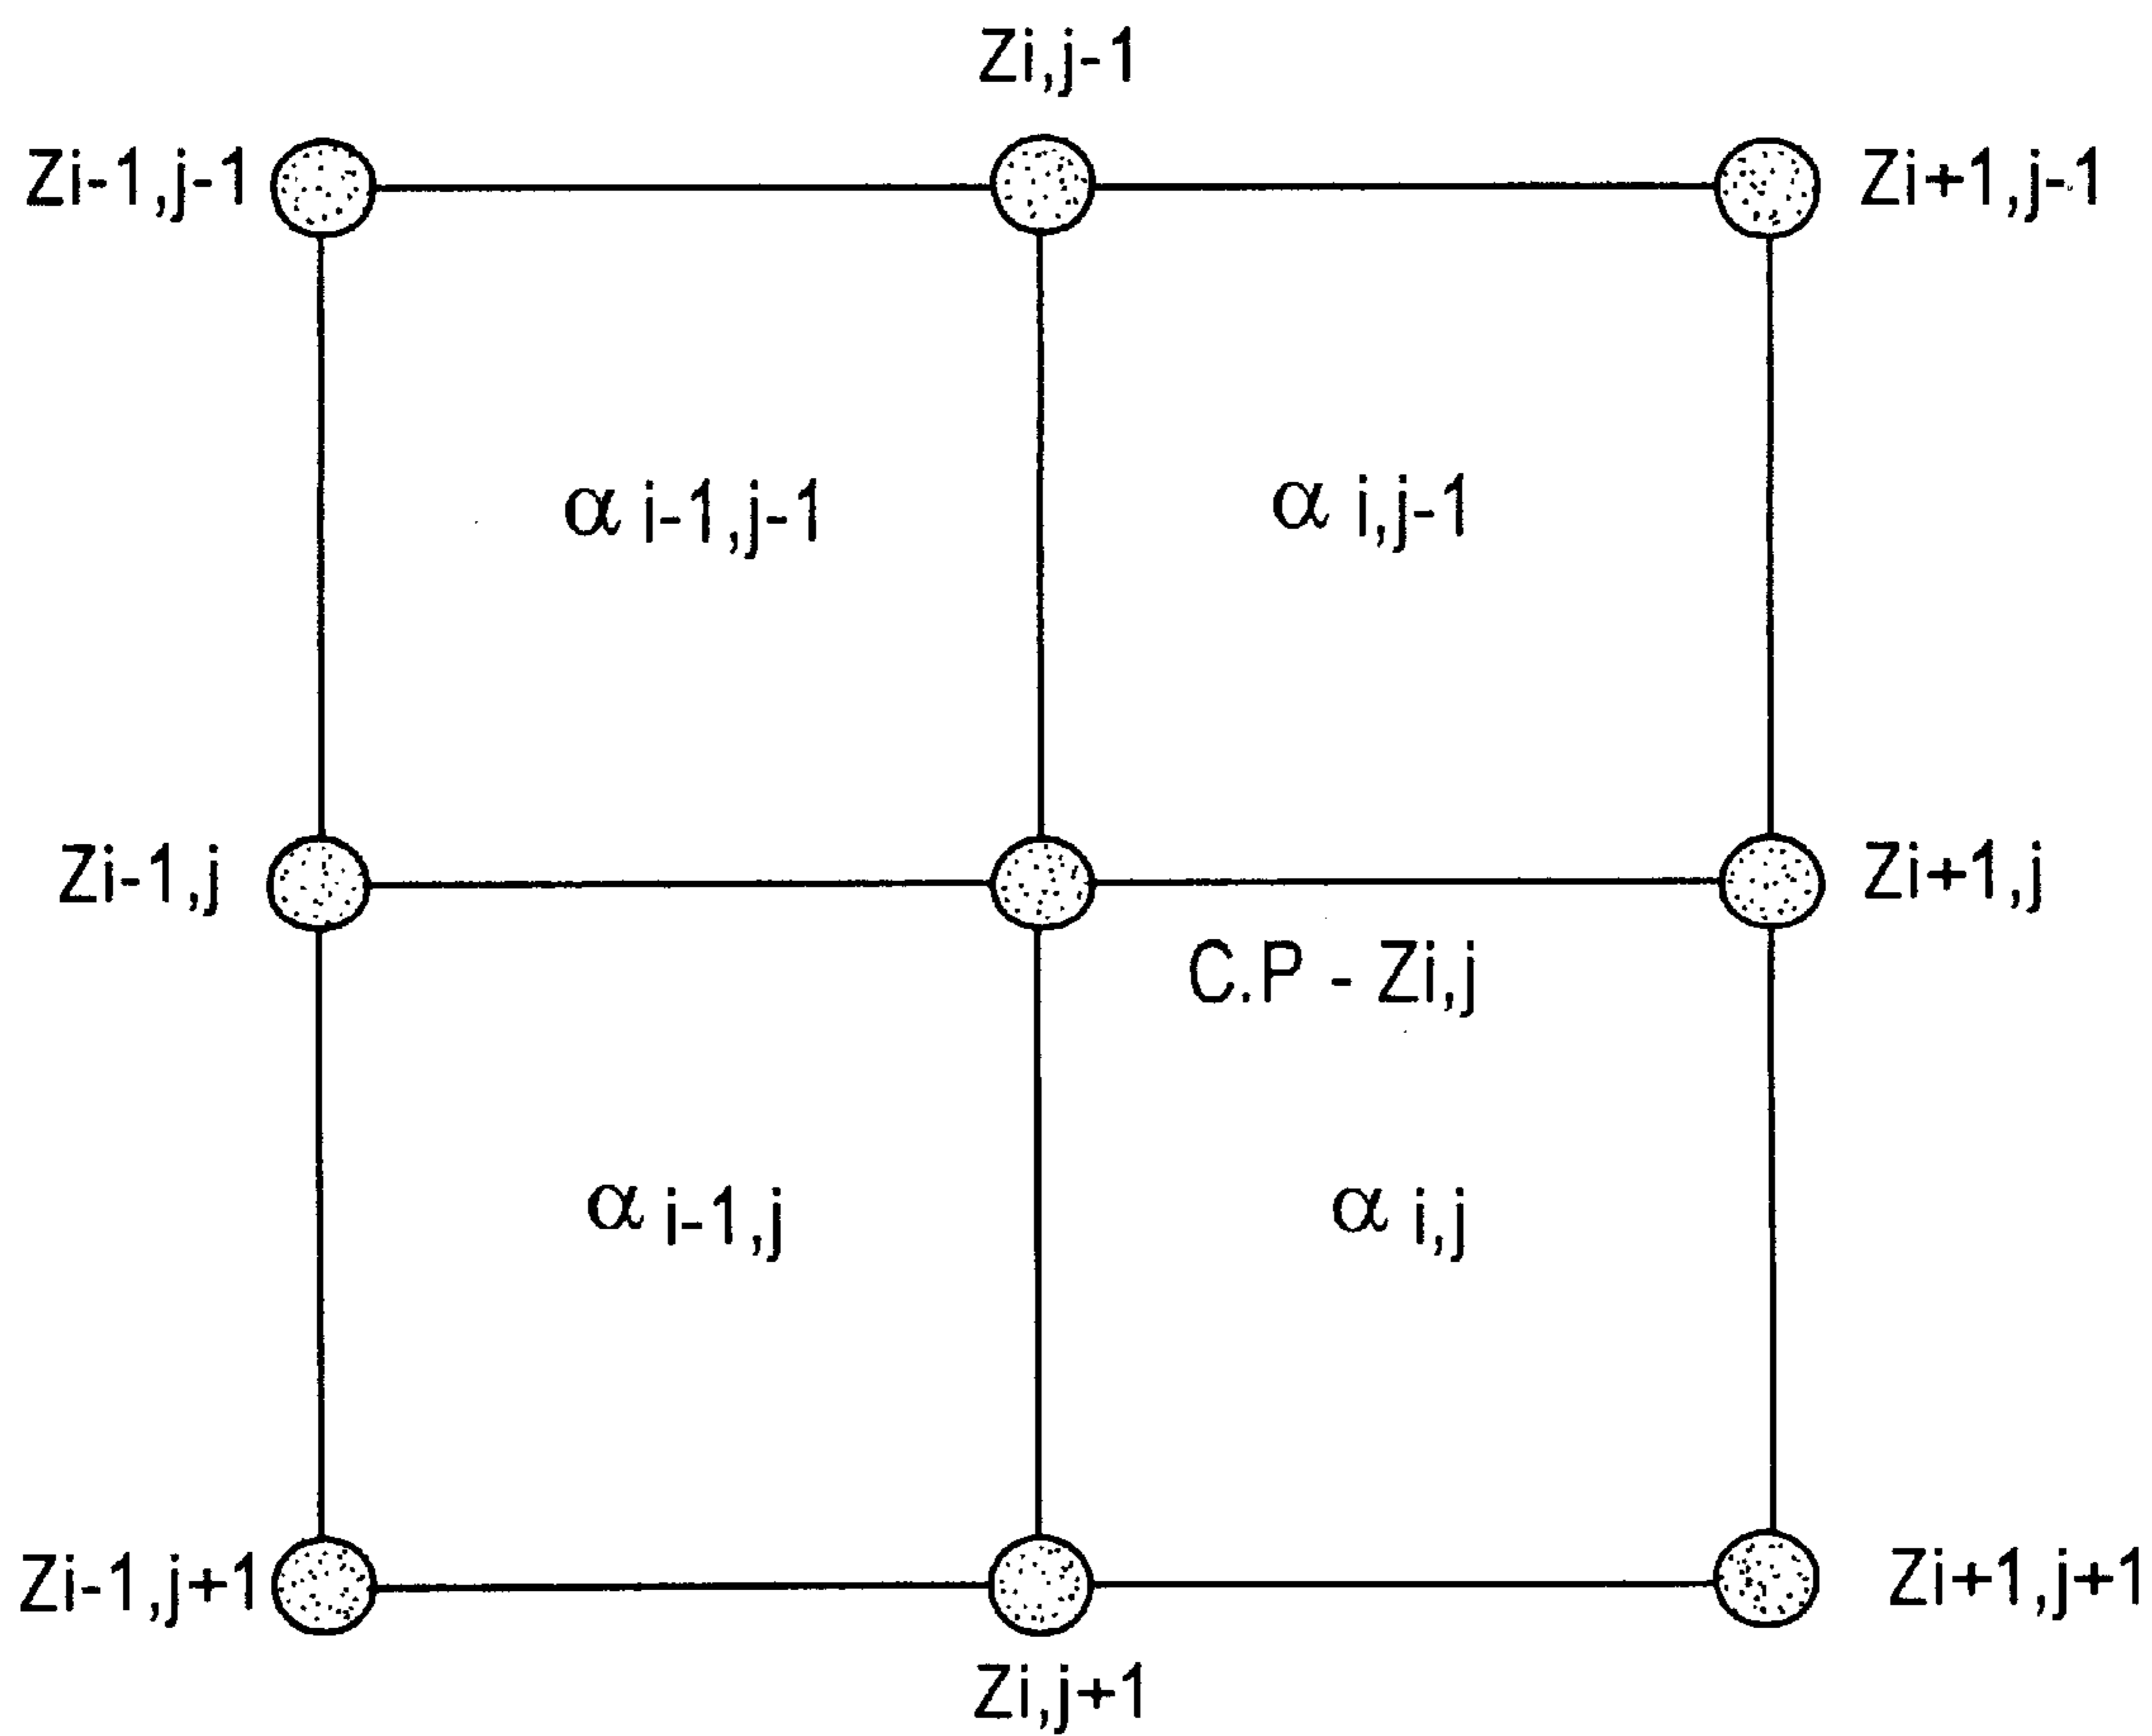 Zi,j-1
Zi-1,j-1
Zi+1,j-1
α i-1,j-1
α i,j-1
Zi-1,j
Zi+1,j
C.P - Zi,j
α i-1,j
α i,j
Zi-1,j+1
Zi+1,j+1
Zi,j+1